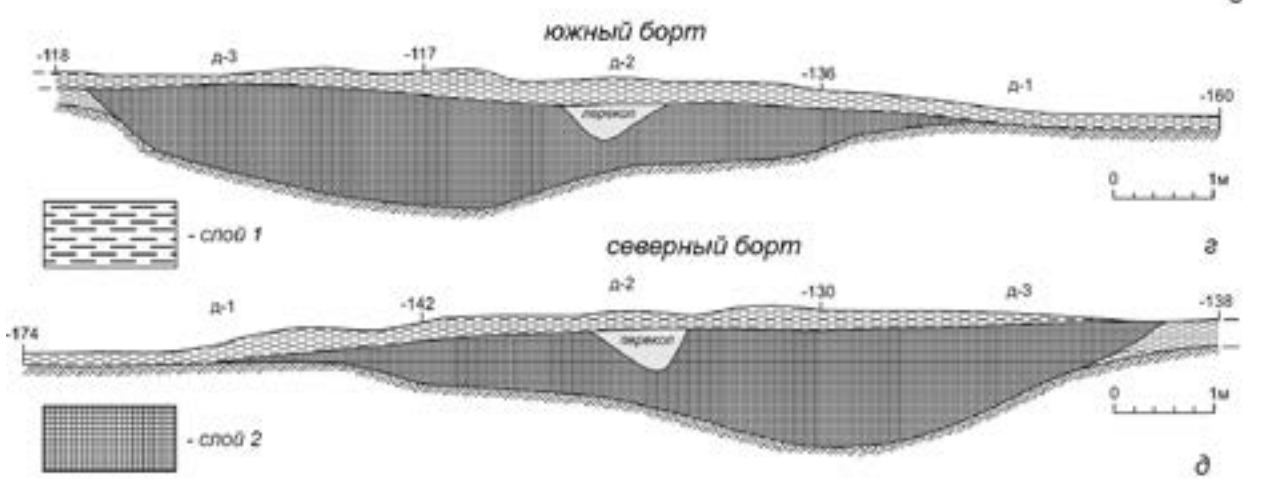 южный борт
-118 д-3 -117 д-2 -136 д-1 -160
перекоп
0 1м
- слой 1
г
северный борт
-174 д-1 -142 д-2 -130 д-3 -138
перекоп
0 1м
- слой 2
д